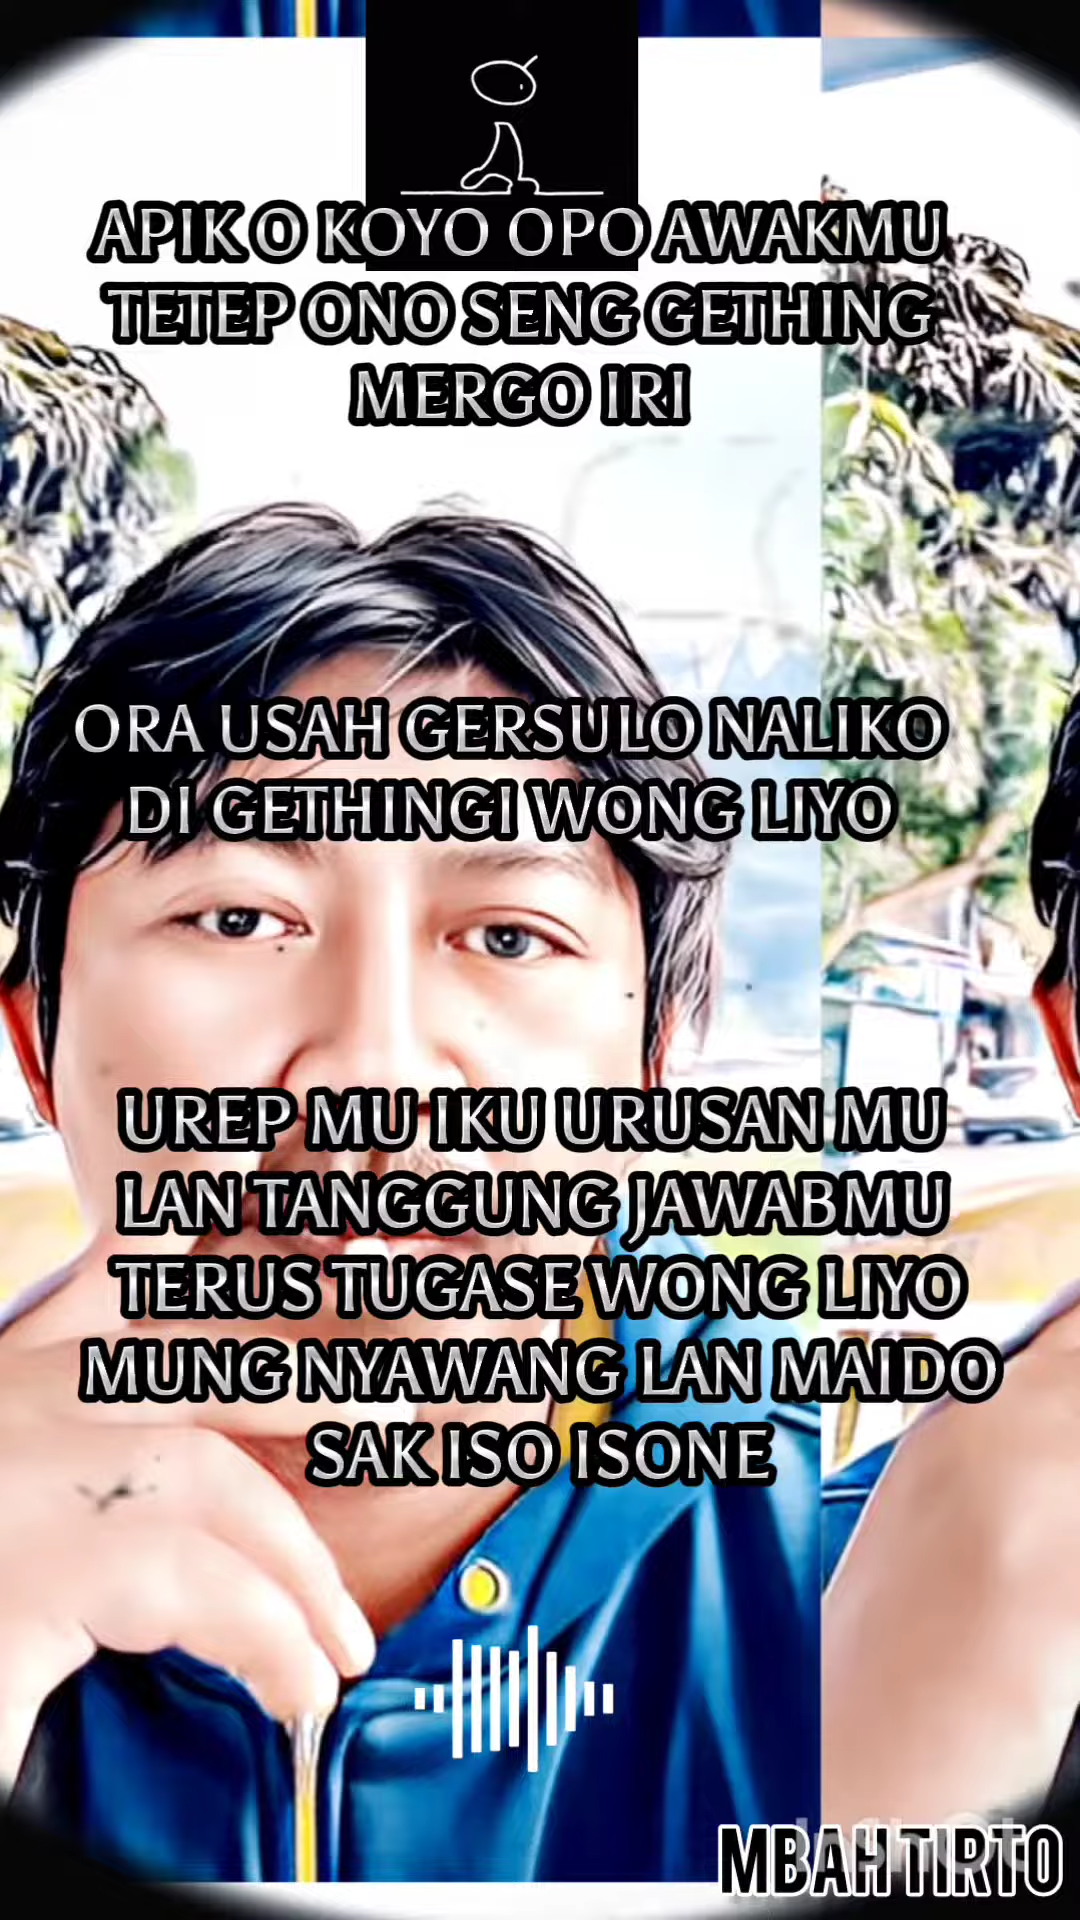 APIK O KOYO OPO AWAKMU
TETEP ONO SENG GETHING
MERGO IRI
ORA USAH GERSULO NALIKO
DI GETHINGI WONG LIYO
UREP MU IKU URUSAN MU
LAN TANGGUNG JAWABMU
TERUS TUGASE WONG LIYO
MUNG NYAWANG LAN MAIDO
SAK ISO ISONE
MBAH TIRTO